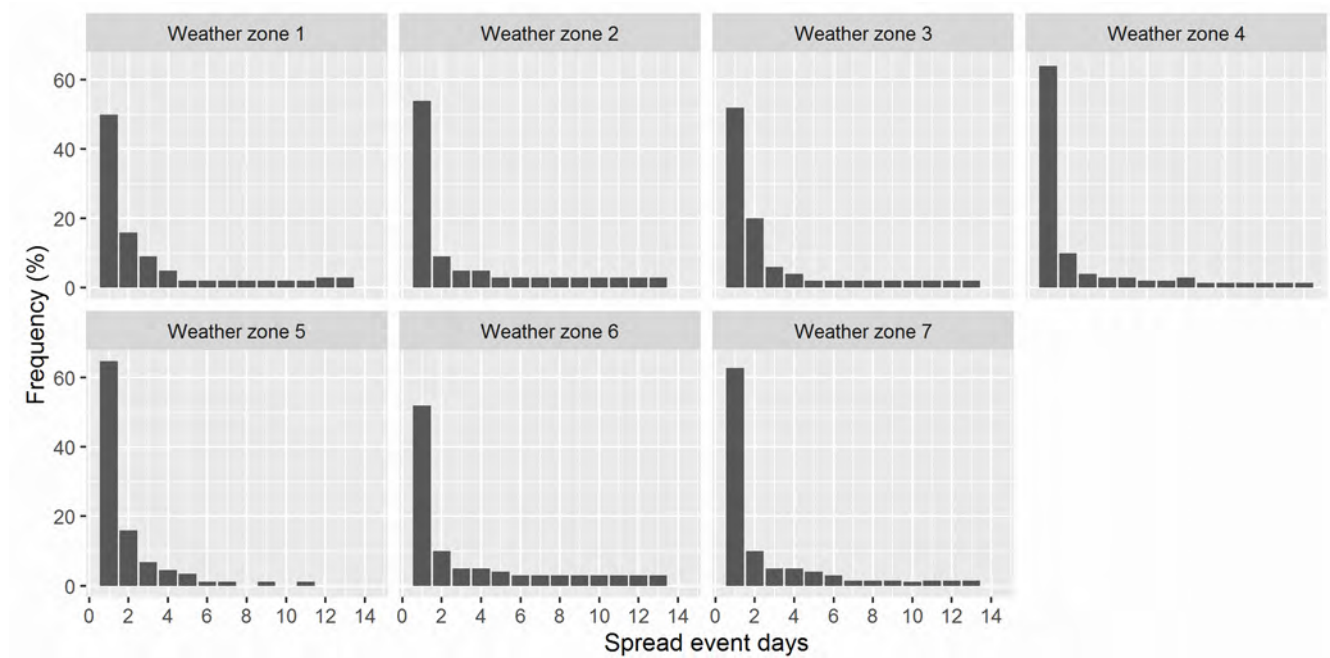 Weather zone 1 Weather zone 2 Weather zone 3 Weather zone 4
60
40
20
0
Weather zone 5 Weather zone 6 Weather zone 7
60
40
20
0
Frequency (%)
0 2 4 6 8 10 12 14 0 2 4 6 8 10 12 14 0 2 4 6 8 10 12 14
Spread event days